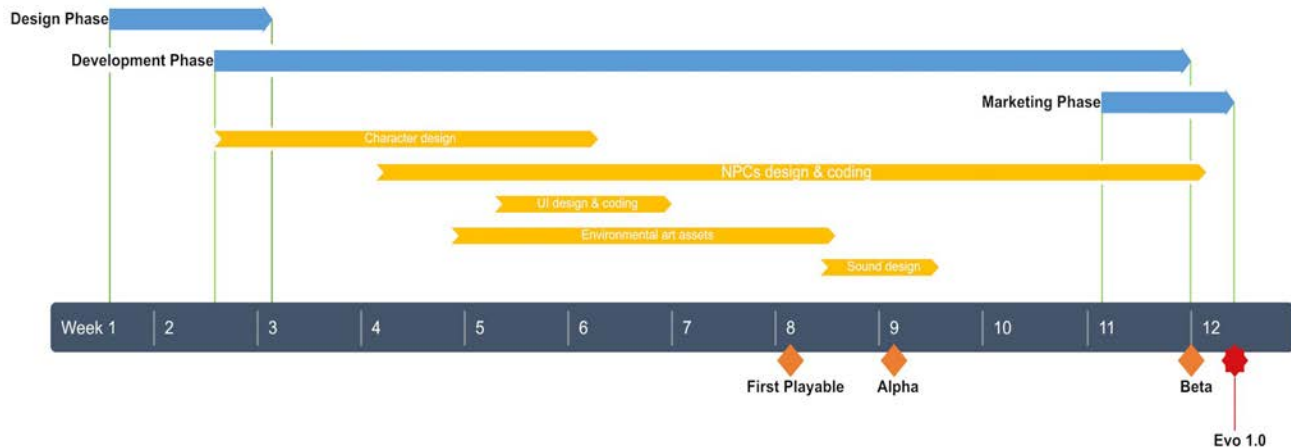 Design Phase
Development Phase
Marketing Phase
Character design
NPCs design & coding
UI design & coding
Environmental art assets
Sound design
Week 1 2 3 4 5 6 7 8 9 10 11 12
First Playable Alpha Beta
Evo 1.0